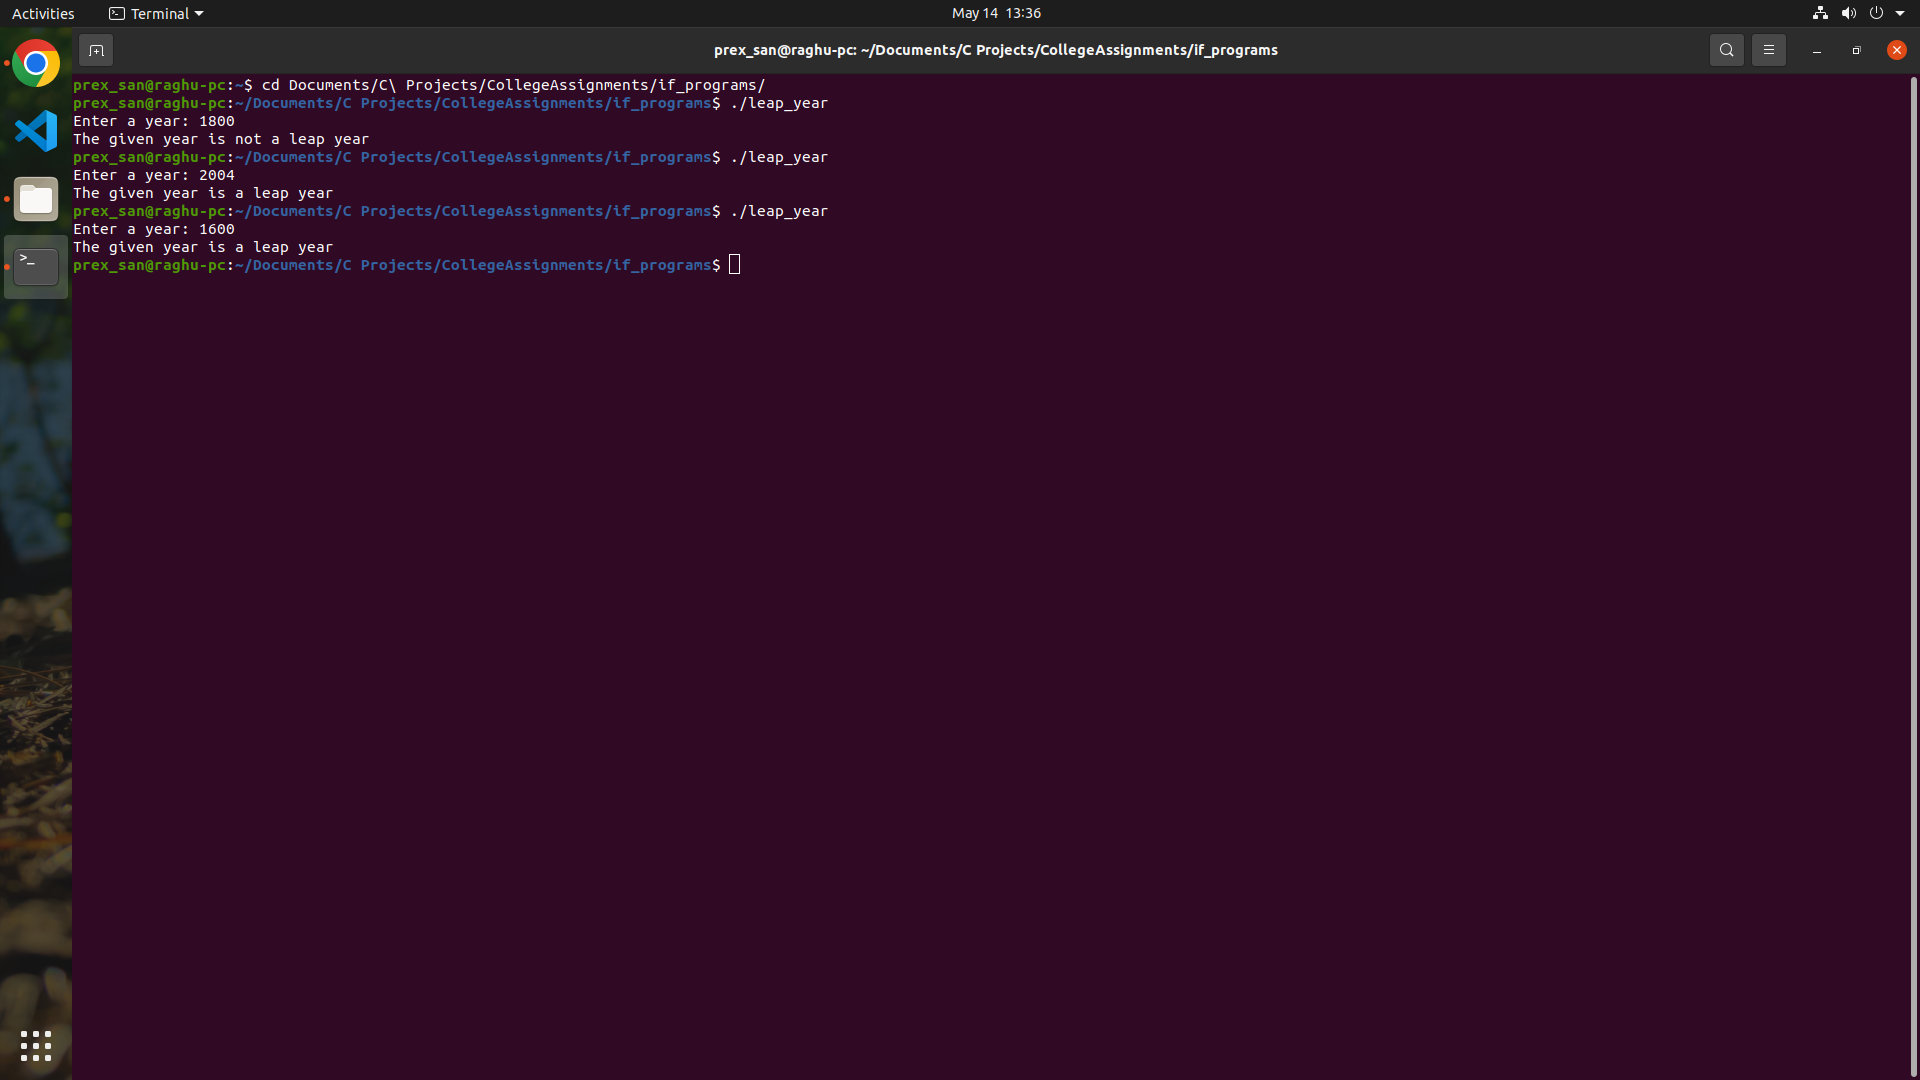 Activities
Terminal
May 14 13:36
prex_san@raghu-pc: ~/Documents/C Projects/CollegeAssignments/if_programs
prex_san@raghu-pc:~$ cd Documents/C\ Projects/CollegeAssignments/if_programs/
prex_san@raghu-pc:~/Documents/C Projects/CollegeAssignments/if_programs$ ./leap_year
Enter a year: 1800
The given year is not a leap year
prex_san@raghu-pc:~/Documents/C Projects/CollegeAssignments/if_programs$ ./leap_year
Enter a year: 2004
The given year is a leap year
prex_san@raghu-pc:~/Documents/C Projects/CollegeAssignments/if_programs$ ./leap_year
Enter a year: 1600
The given year is a leap year
prex_san@raghu-pc:~/Documents/C Projects/CollegeAssignments/if_programs$